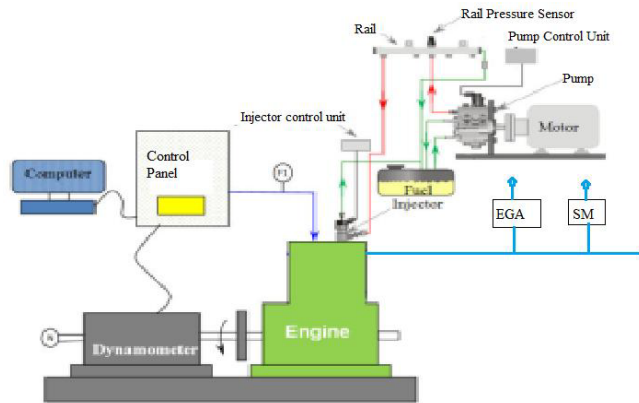 Rail Pressure Sensor
Rail
Pump Control Unit
Pump
Injector control unit
Motor
Control
Panel
Computer
Fuel
Injector
EGA
SM
Engine
Dynamometer